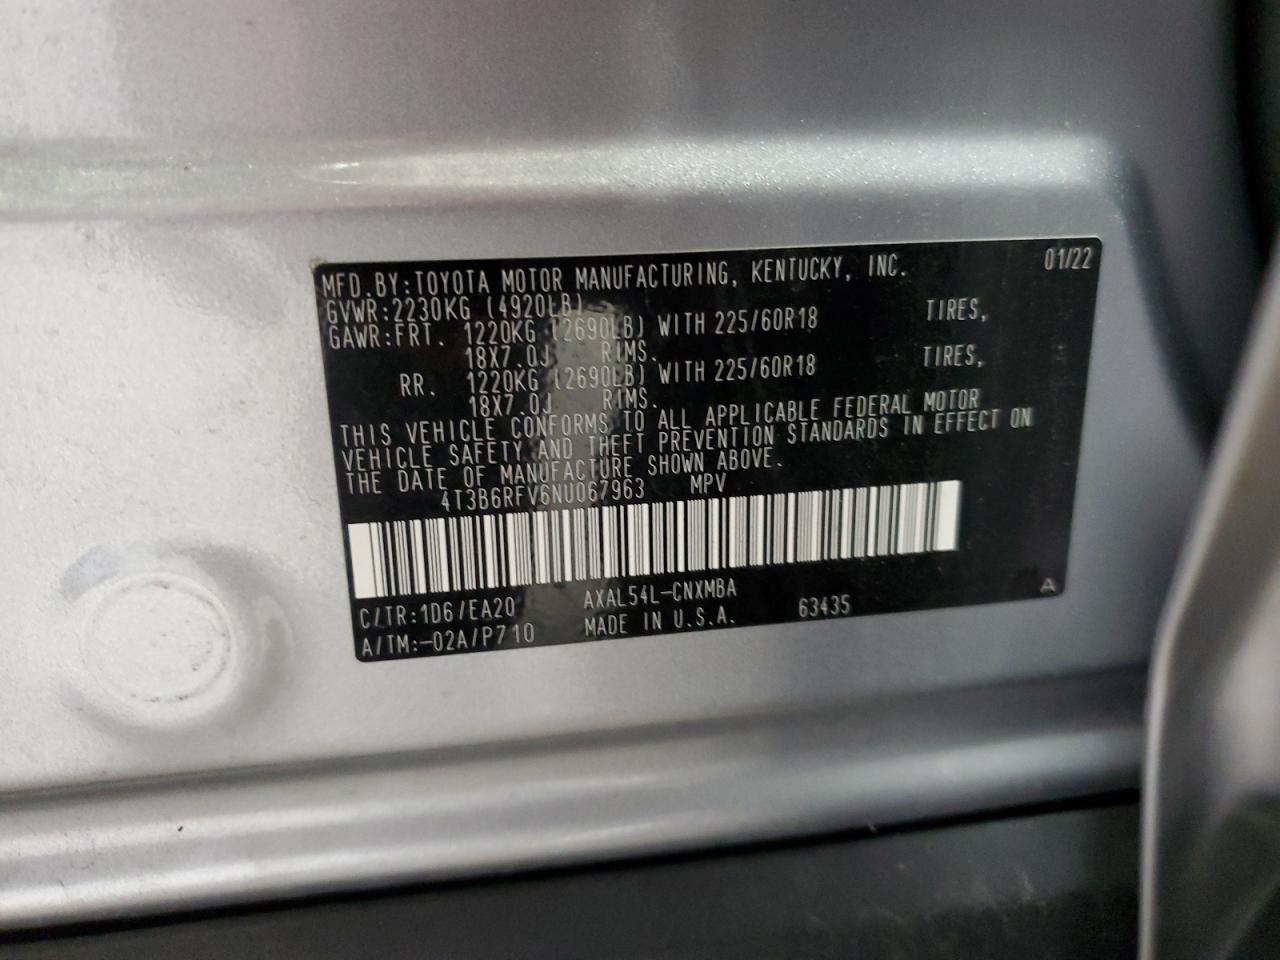 MFD.BY:TOYOTA MOTOR MANUFACTURING, KENTUCKY, INC. 01/22
GVWR:2230KG (4920LB)
GAWR:FRT. 1220KG (2690LB) WITH 225/60R18 TIRES,
18X7.0J RIMS.
RR. 1220KG (2690LB) WITH 225/60R18 TIRES,
18X7.0J RIMS.
THIS VEHICLE CONFORMS TO ALL APPLICABLE FEDERAL MOTOR
VEHICLE SAFETY AND THEFT PREVENTION STANDARDS IN EFFECT ON
THE DATE OF MANUFACTURE SHOWN ABOVE.
4T3B6RFV6NU067963 MPV
C/TR:1D6/EA20 AXAL54L-CNXMBA
A/TM:-02A/P710 MADE IN U.S.A. 63435 A